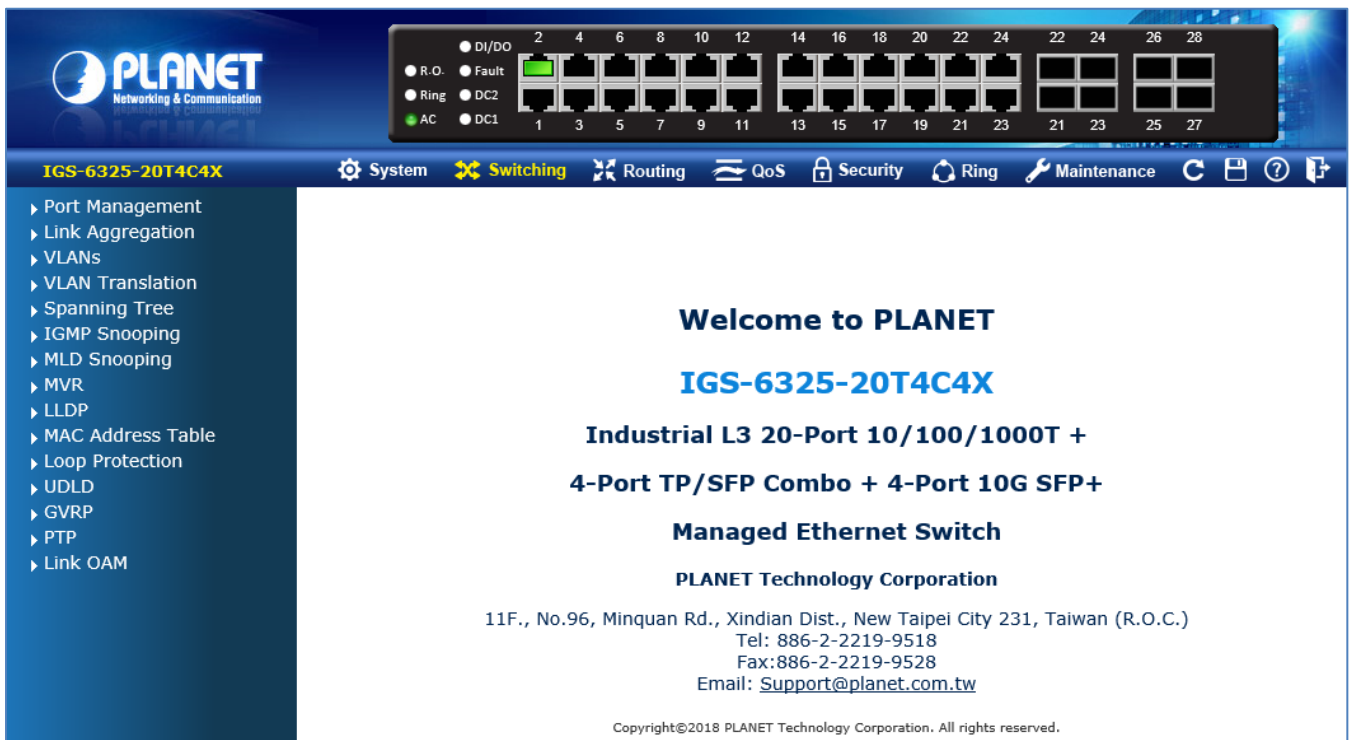 PLANET
Networking & Communication
DI/DO
R.O. Fault
Ring DC2
AC DC1
2 4 6 8 10 12 14 16 18 20 22 24 22 24 26 28
1 3 5 7 9 11 13 15 17 19 21 23 21 23 25 27
IGS-6325-20T4C4X
System Switching Routing QoS Security Ring Maintenance
Port Management
Link Aggregation
VLANs
VLAN Translation
Spanning Tree
IGMP Snooping
MLD Snooping
MVR
LLDP
MAC Address Table
Loop Protection
UDLD
GVRP
PTP
Link OAM
Welcome to PLANET
IGS-6325-20T4C4X
Industrial L3 20-Port 10/100/1000T +
4-Port TP/SFP Combo + 4-Port 10G SFP+
Managed Ethernet Switch
PLANET Technology Corporation
11F., No.96, Minquan Rd., Xindian Dist., New Taipei City 231, Taiwan (R.O.C.)
Tel: 886-2-2219-9518
Fax:886-2-2219-9528
Email: Support@planet.com.tw
Copyright©2018 PLANET Technology Corporation. All rights reserved.